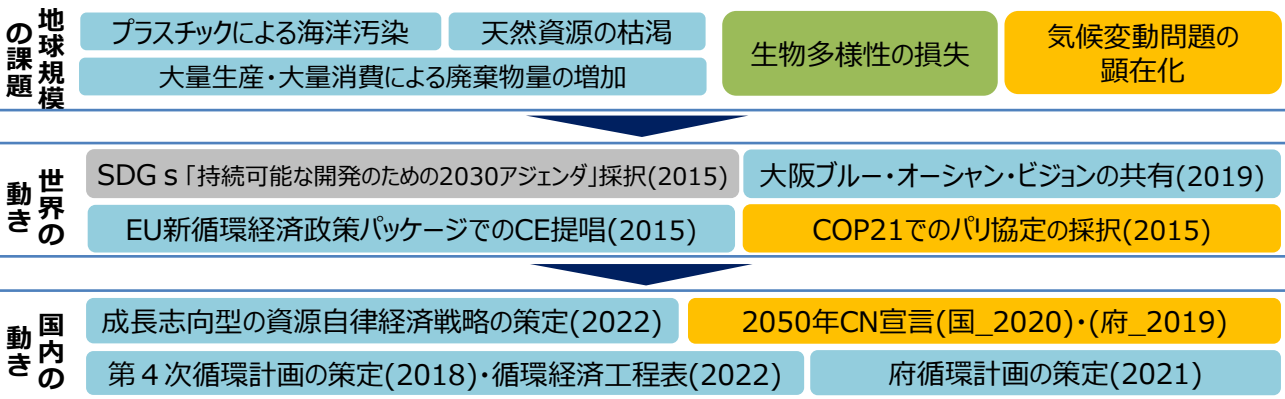 地球規模
の課題
プラスチックによる海洋汚染
天然資源の枯渇
大量生産・大量消費による廃棄物量の増加
生物多様性の損失
気候変動問題の
顕在化
世界の
動き
SDGｓ「持続可能な開発のための2030アジェンダ」採択(2015)
大阪ブルー・オーシャン・ビジョンの共有(2019)
EU新循環経済政策パッケージでのCE提唱(2015)
COP21でのパリ協定の採択(2015)
国内の
動き
成長志向型の資源自律経済戦略の策定(2022)
2050年CN宣言(国_2020)・(府_2019)
第４次循環計画の策定(2018)・循環経済工程表(2022)
府循環計画の策定(2021)